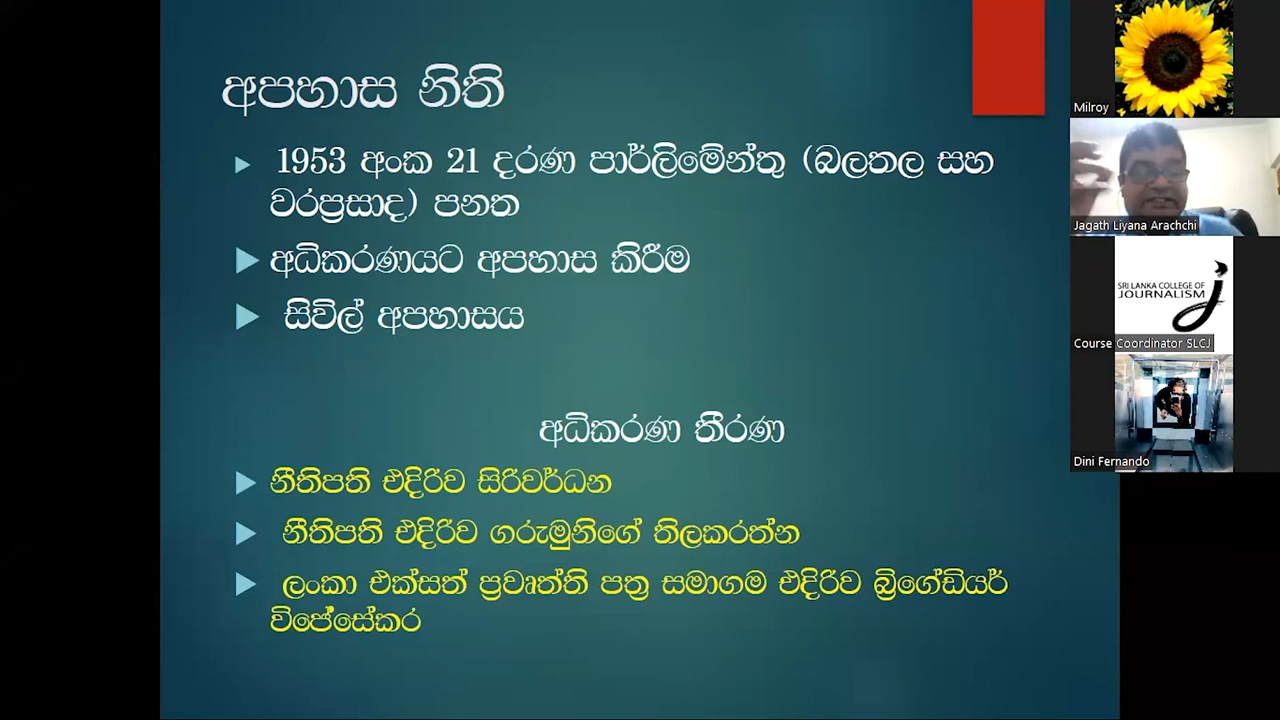 අපහාස නිති
1953 අංක 21 දරණ පාර්ලිමේන්තු (බලතල සහ
වරප්‍රසාද) පනත
අධිකරණයට අපහාස කිරීම
සිවිල් අපහාසය
අධිකරණ තීරණ
නීතිපති එදිරිව සිරිවර්ධන
නීතිපති එදිරිව ගරුමුනිගේ තිලකරත්න
ලංකා එක්සත් ප්‍රවෘත්ති පත්‍ර සමාගම එදිරිව බ්‍රිගේඩියර්
විජේසේකර
Milroy
Jagath Liyana Arachchi
SRI LANKA COLLEGE OF
JOURNALISM
Course Coordinator SLCJ
Dini Fernando